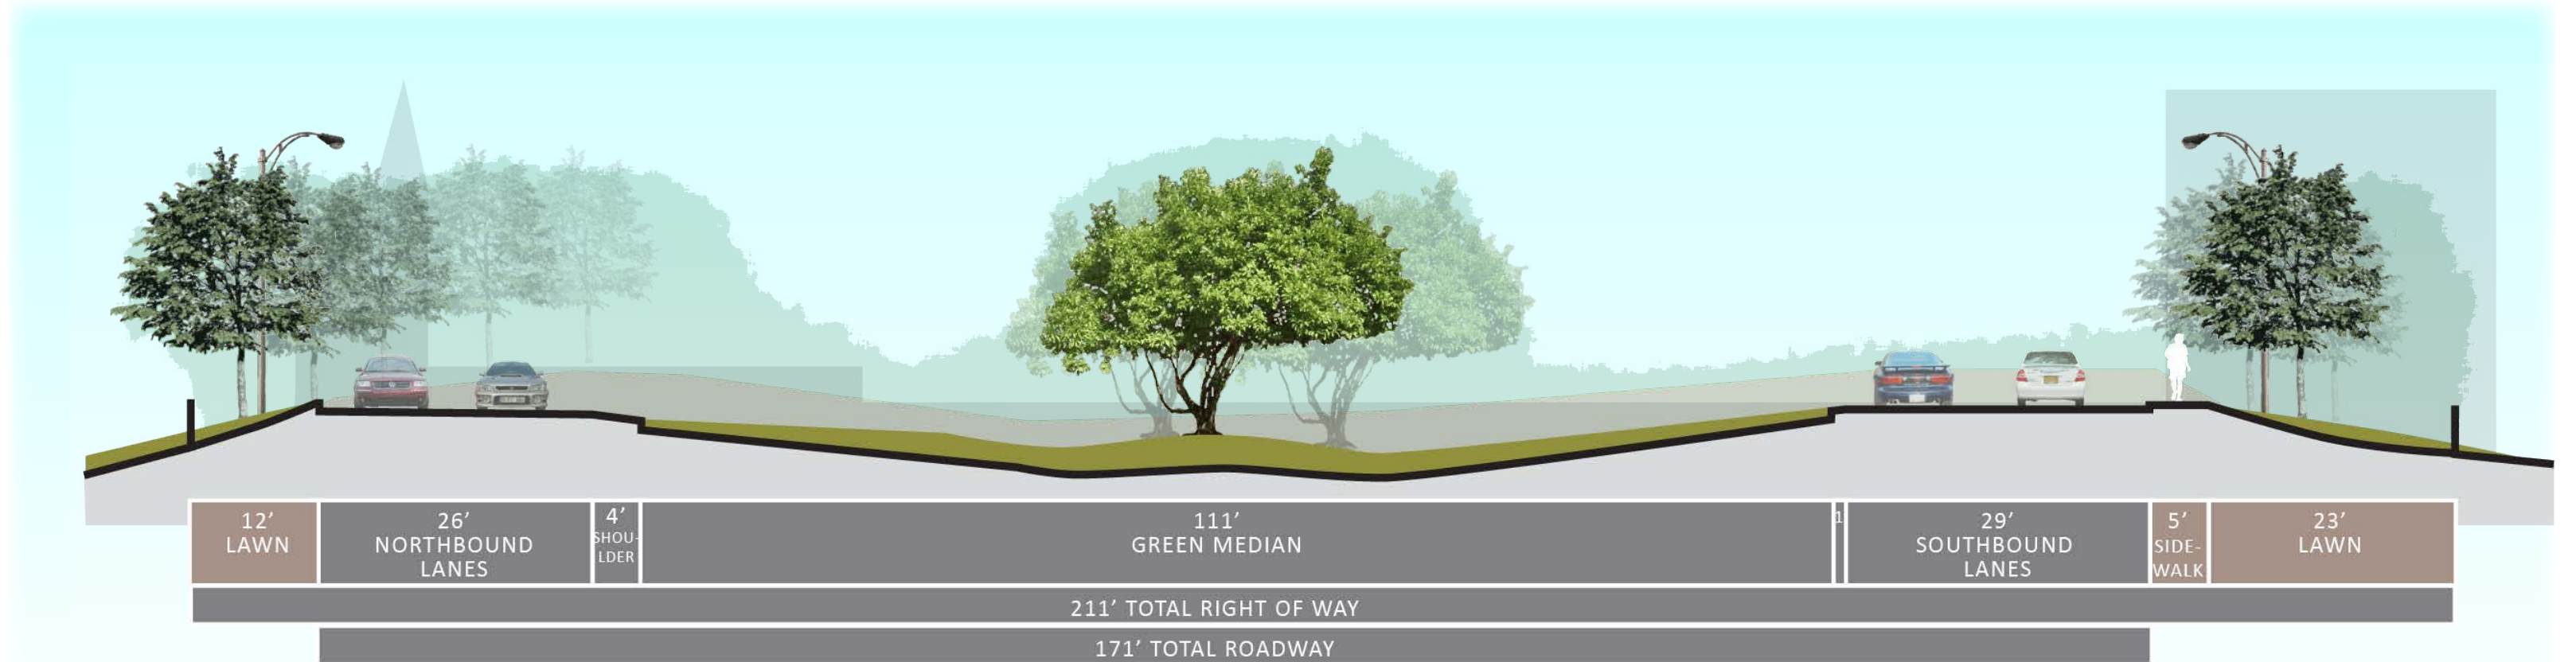 12’
LAWN
26’
NORTHBOUND
LANES
4’
SHOU-
LDER
111’
GREEN MEDIAN
1
29’
SOUTHBOUND
LANES
5’
SIDE-
WALK
23’
LAWN
211’ TOTAL RIGHT OF WAY
171’ TOTAL ROADWAY